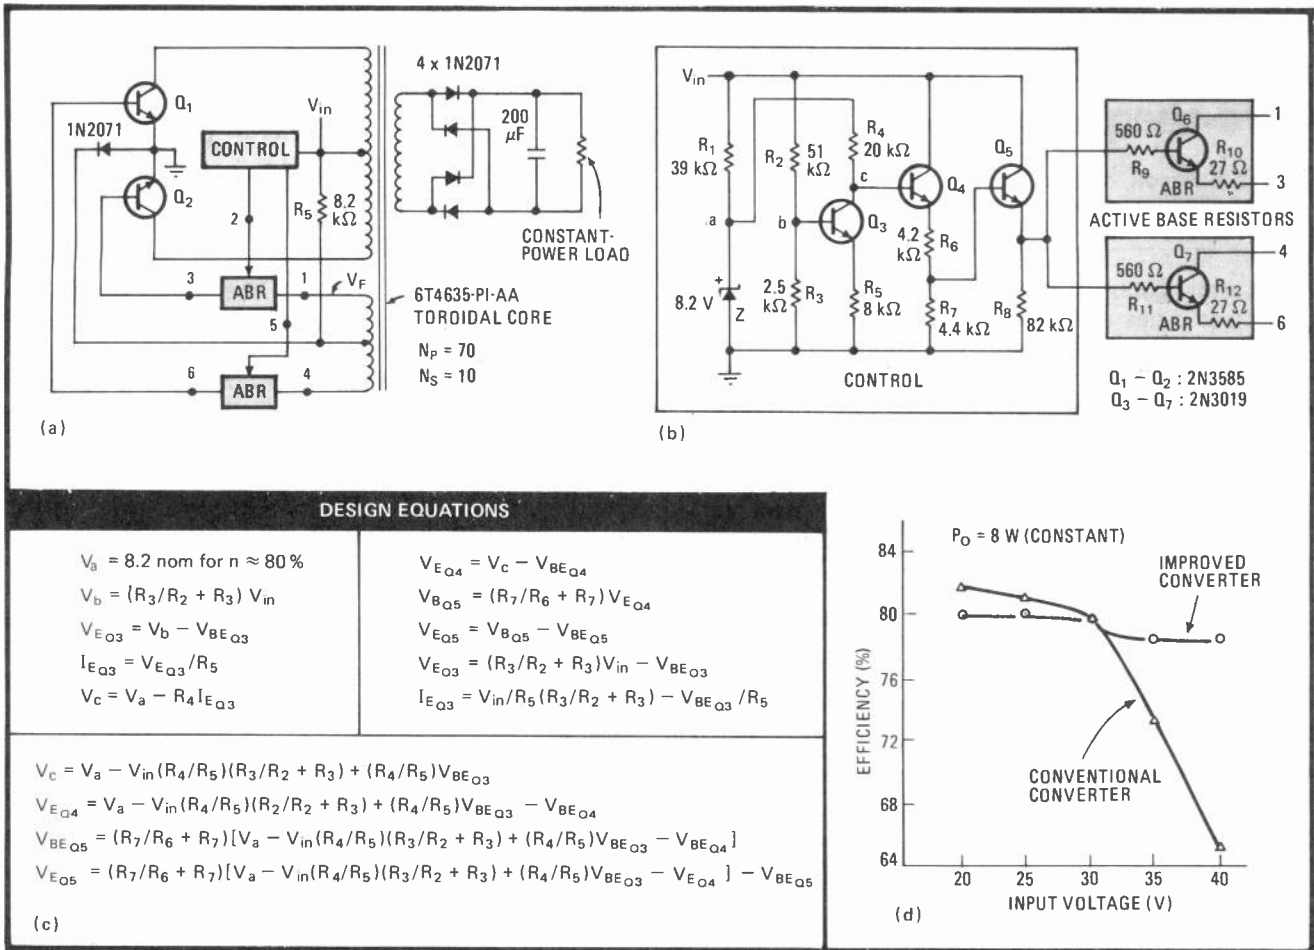 Q1
1N2071
Q2
CONTROL
Vin
R5
8.2
kΩ
2
3
ABR
1
VF
5
6
ABR
4
4 x 1N2071
200
μF
CONSTANT-
POWER LOAD
6T4635-PI-AA
TOROIDAL CORE
NP = 70
NS = 10
(a)
Vin
R1
39 kΩ
R2
51
kΩ
R4
20 kΩ
a
b
c
Q3
Q4
Q5
8.2 V
+
Z
2.5
kΩ
R3
R5
8 kΩ
4.2
kΩ
R6
R7
4.4 kΩ
R8
82 kΩ
CONTROL
560 Ω
R9
Q6
R10
27 Ω
ABR
1
3
ACTIVE BASE RESISTORS
560 Ω
R11
Q7
R12
27 Ω
ABR
4
6
Q1 – Q2 : 2N3585
Q3 – Q7 : 2N3019
(b)
DESIGN EQUATIONS
Va = 8.2 nom for n ≈ 80%
Vb = (R3/R2 + R3) Vin
VEQ3 = Vb − VBEQ3
IEQ3 = VEQ3/R5
Vc = Va − R4IEQ3
VEQ4 = Vc − VBEQ4
VBQ5 = (R7/R6 + R7)VEQ4
VEQ5 = VBQ5 − VBEQ5
VEQ3 = (R3/R2 + R3)Vin − VBEQ3
IEQ3 = Vin/R5(R3/R2 + R3) − VBEQ3/R5
Vc = Va − Vin(R4/R5)(R3/R2 + R3) + (R4/R5)VBEQ3
VEQ4 = Va − Vin(R4/R5)(R2/R2 + R3) + (R4/R5)VBEQ3 − VBEQ4
VBEQ5 = (R7/R6 + R7)[Va − Vin(R4/R5)(R3/R2 + R3) + (R4/R5)VBEQ3 − VBEQ4]
VEQ5 = (R7/R6 + R7)[Va − Vin(R4/R5)(R3/R2 + R3) + (R4/R5)VBEQ3 − VEQ4 ] − VBEQ5
(c)
PO = 8 W (CONSTANT)
IMPROVED
CONVERTER
CONVENTIONAL
CONVERTER
EFFICIENCY (%)
84
80
76
72
68
64
20
25
30
35
40
INPUT VOLTAGE (V)
(d)